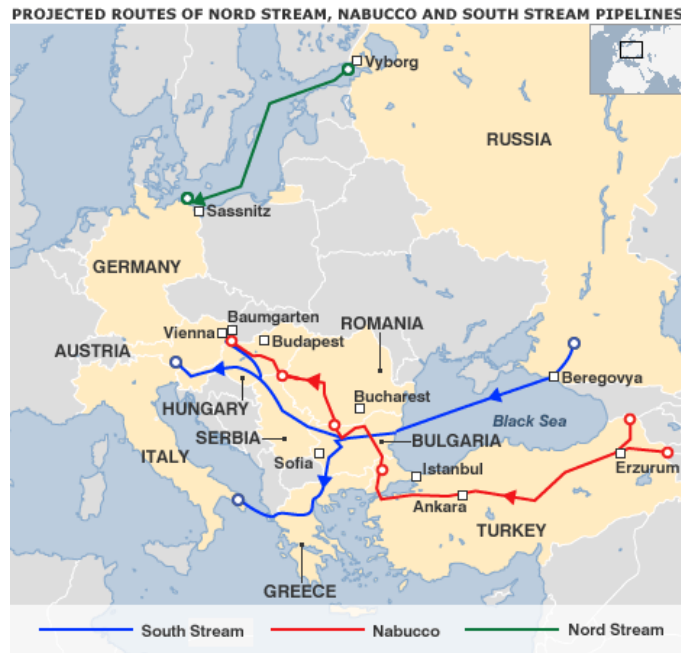 PROJECTED ROUTES OF NORD STREAM, NABUCCO AND SOUTH STREAM PIPELINES
Vyborg
RUSSIA
Sassnitz
GERMANY
Baumgarten
Vienna
ROMANIA
Budapest
AUSTRIA
Beregovya
HUNGARY
Bucharest
Black Sea
SERBIA
BULGARIA
ITALY
Sofia
Istanbul
Erzurum
Ankara
TURKEY
GREECE
South Stream
Nabucco
Nord Stream